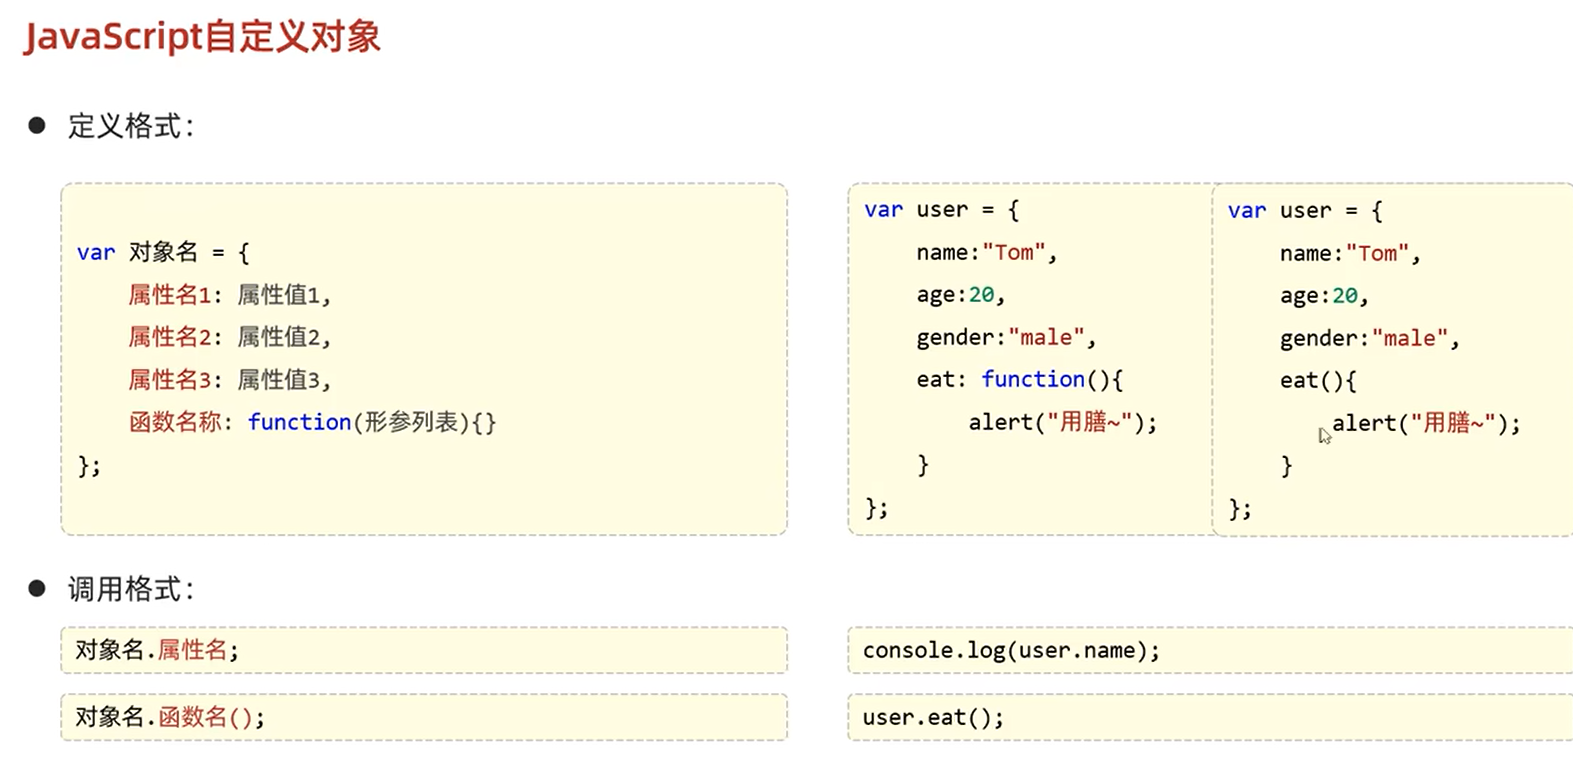 JavaScript自定义对象
● 定义格式：
var 对象名 = {
属性名1: 属性值1,
属性名2: 属性值2,
属性名3: 属性值3,
函数名称: function(形参列表){}
};
var user = {
name:"Tom",
age:20,
gender:"male",
eat: function(){
alert("用膳~");
}
};
var user = {
name:"Tom",
age:20,
gender:"male",
eat(){
alert("用膳~");
}
};
● 调用格式：
对象名.属性名;
console.log(user.name);
对象名.函数名();
user.eat();